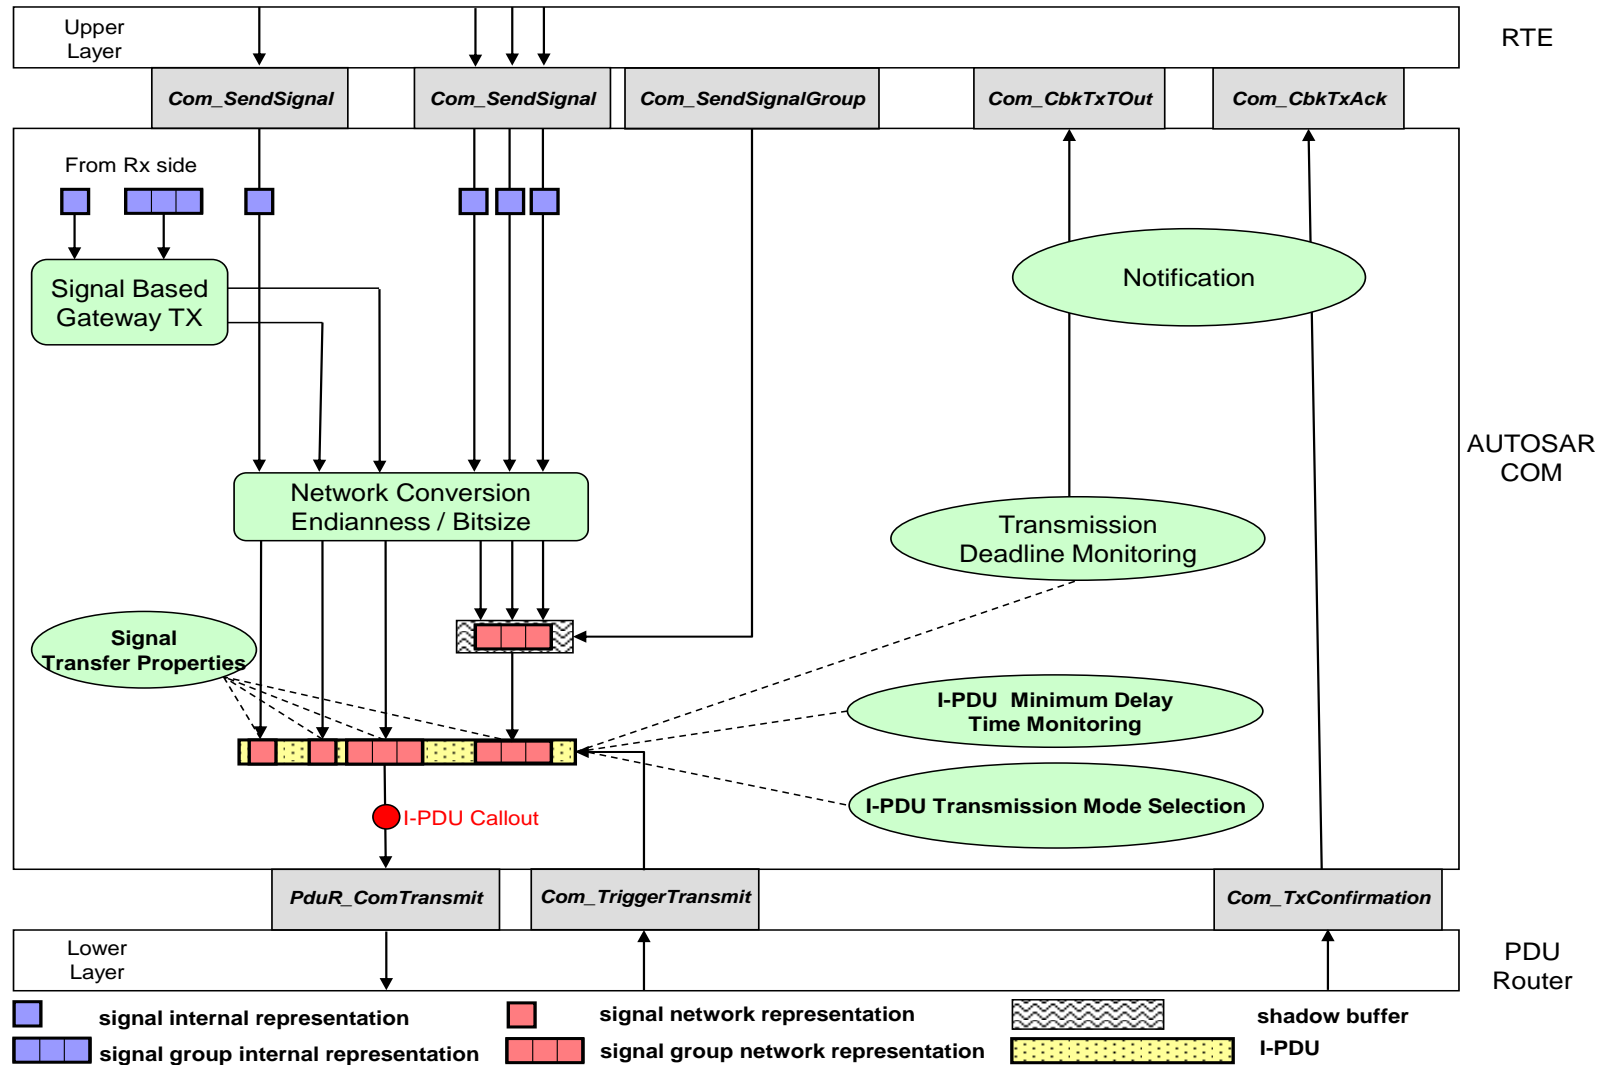 Upper
Layer
RTE
Com_SendSignal
Com_SendSignal
Com_SendSignalGroup
Com_CbkTxTOut
Com_CbkTxAck
From Rx side
Signal Based
Gateway TX
Notification
AUTOSAR
COM
Network Conversion
Endianness / Bitsize
Transmission
Deadline Monitoring
Signal
Transfer Properties
I-PDU Minimum Delay
Time Monitoring
I-PDU Transmission Mode Selection
I-PDU Callout
PduR_ComTransmit
Com_TriggerTransmit
Com_TxConfirmation
Lower
Layer
PDU
Router
signal internal representation
signal network representation
shadow buffer
signal group internal representation
signal group network representation
I-PDU